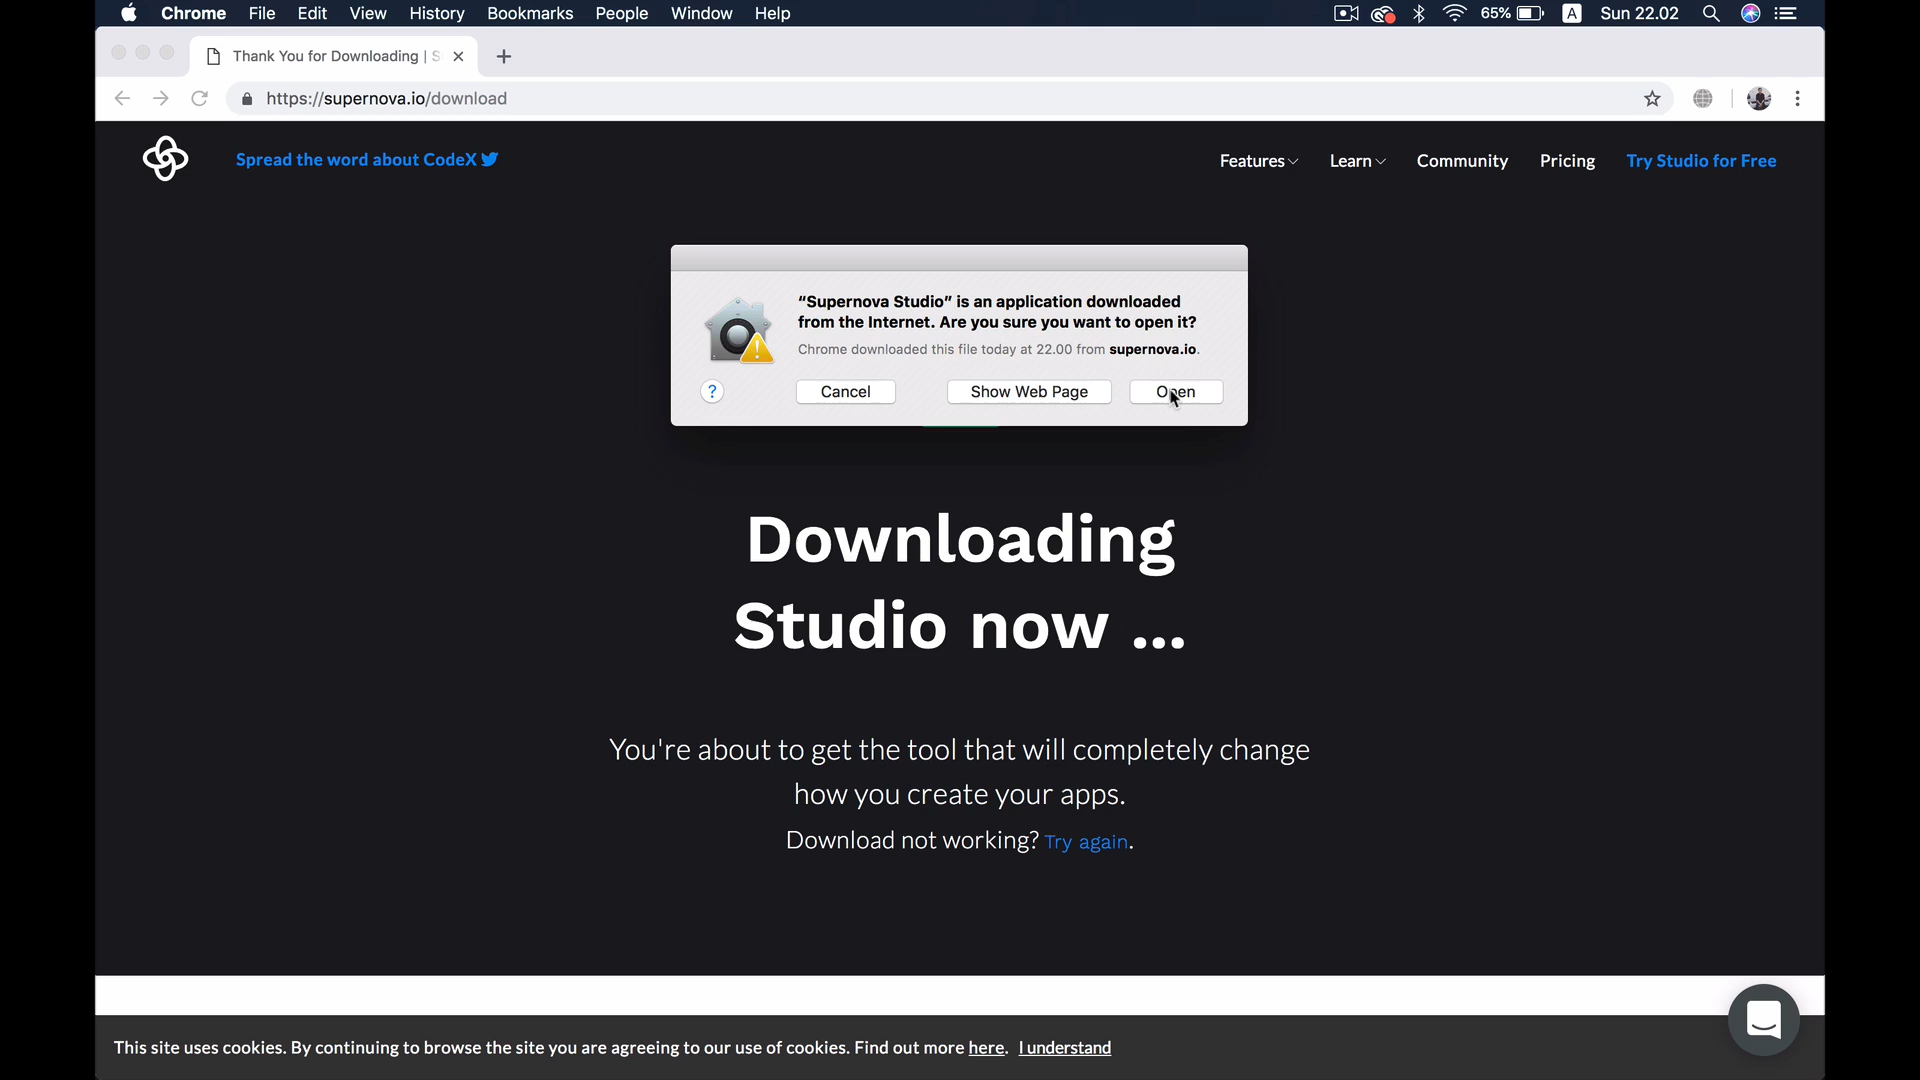 Chrome File Edit View History Bookmarks People Window Help 65% A Sun 22.02
Thank You for Downloading | S
https://supernova.io/download
Spread the word about CodeX Features Learn Community Pricing Try Studio for Free
“Supernova Studio” is an application downloaded
from the Internet. Are you sure you want to open it?
Chrome downloaded this file today at 22.00 from supernova.io.
? Cancel Show Web Page Open
Downloading
Studio now ...
You're about to get the tool that will completely change
how you create your apps.
Download not working? Try again.
This site uses cookies. By continuing to browse the site you are agreeing to our use of cookies. Find out more here. I understand